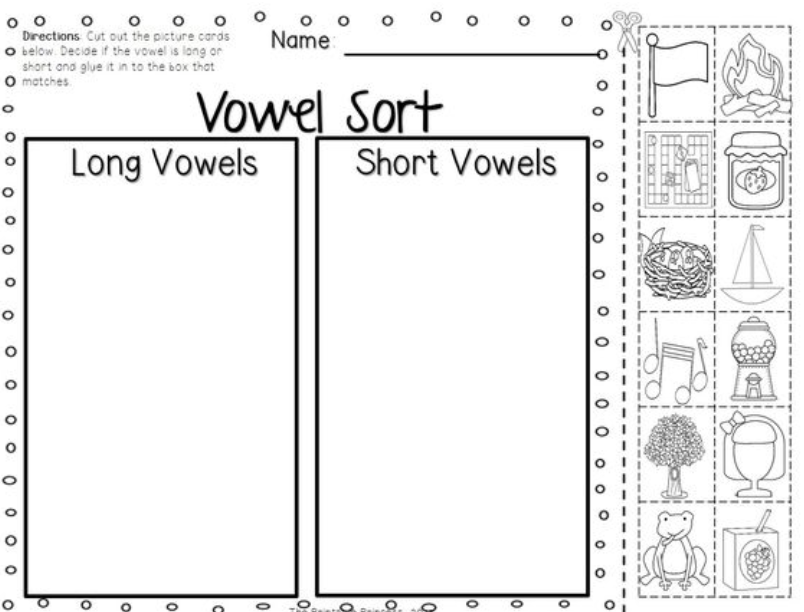 Directions: Cut out the picture cards
below. Decide if the vowel is long or
short and glue it in to the box that
matches.
Name:
Vowel Sort
Long Vowels
Short Vowels